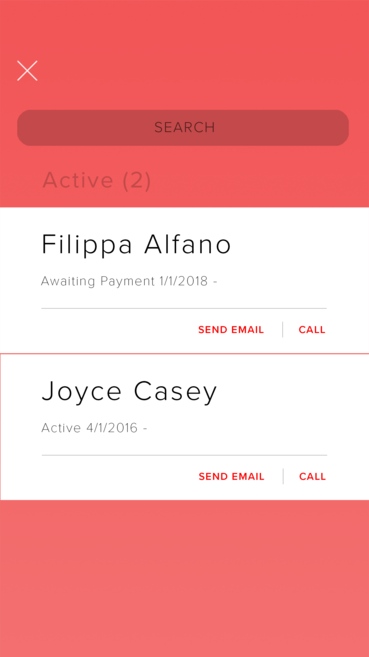 SEARCH
Active (2)
Filippa Alfano
Awaiting Payment 1/1/2018 -
SEND EMAIL CALL
Joyce Casey
Active 4/1/2016 -
SEND EMAIL CALL